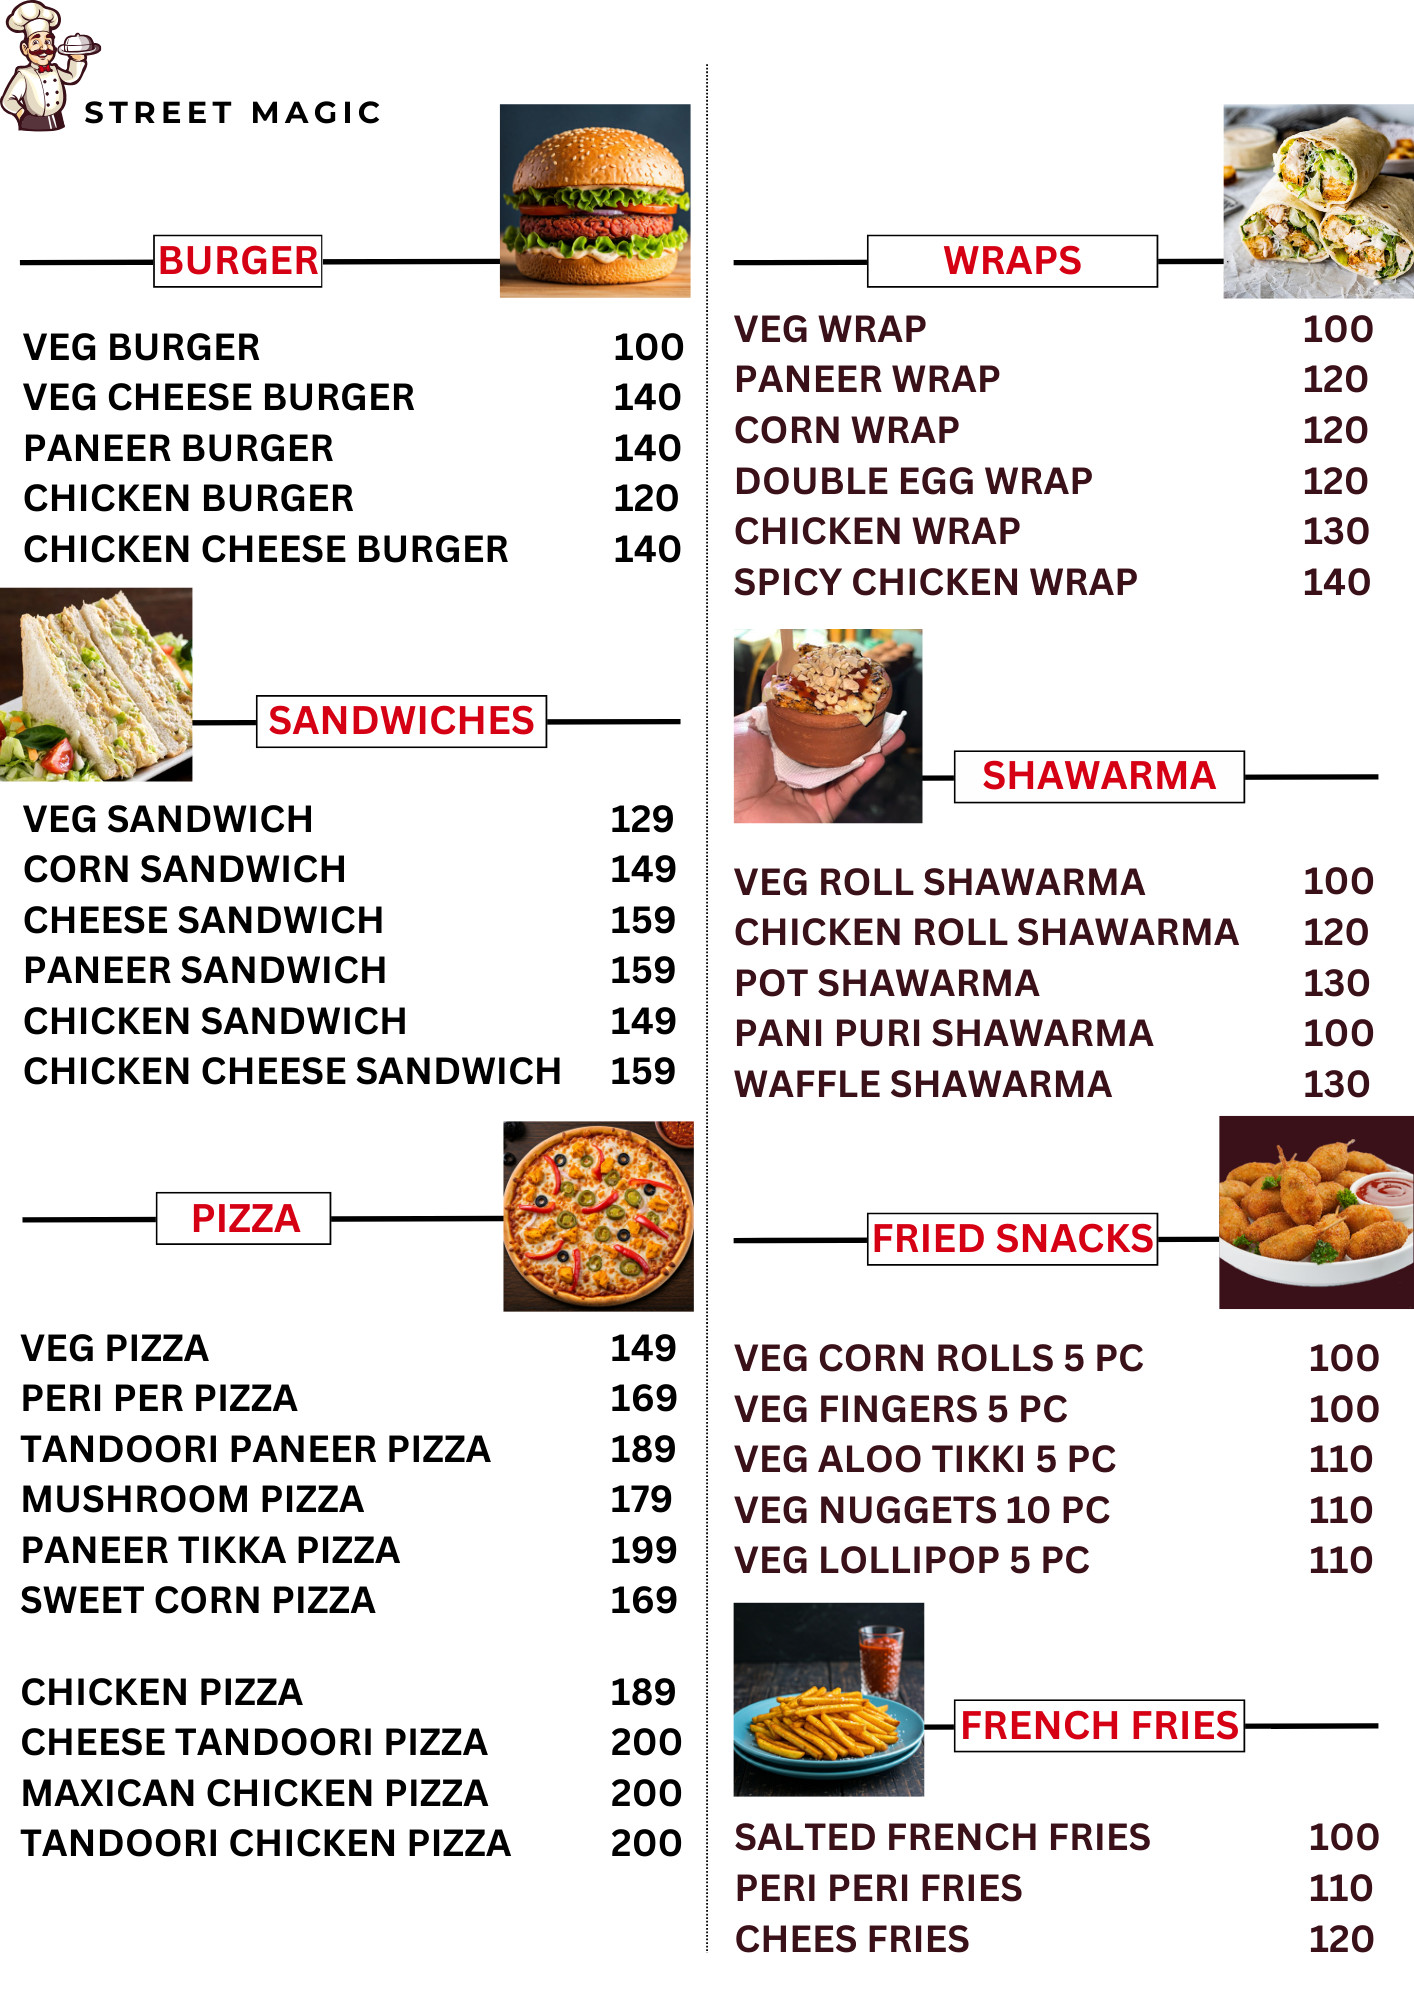 STREET MAGIC
BURGER
VEG BURGER 100
VEG CHEESE BURGER 140
PANEER BURGER 140
CHICKEN BURGER 120
CHICKEN CHEESE BURGER 140
SANDWICHES
VEG SANDWICH 129
CORN SANDWICH 149
CHEESE SANDWICH 159
PANEER SANDWICH 159
CHICKEN SANDWICH 149
CHICKEN CHEESE SANDWICH 159
PIZZA
VEG PIZZA 149
PERI PER PIZZA 169
TANDOORI PANEER PIZZA 189
MUSHROOM PIZZA 179
PANEER TIKKA PIZZA 199
SWEET CORN PIZZA 169
CHICKEN PIZZA 189
CHEESE TANDOORI PIZZA 200
MAXICAN CHICKEN PIZZA 200
TANDOORI CHICKEN PIZZA 200
WRAPS
VEG WRAP 100
PANEER WRAP 120
CORN WRAP 120
DOUBLE EGG WRAP 120
CHICKEN WRAP 130
SPICY CHICKEN WRAP 140
SHAWARMA
VEG ROLL SHAWARMA 100
CHICKEN ROLL SHAWARMA 120
POT SHAWARMA 130
PANI PURI SHAWARMA 100
WAFFLE SHAWARMA 130
FRIED SNACKS
VEG CORN ROLLS 5 PC 100
VEG FINGERS 5 PC 100
VEG ALOO TIKKI 5 PC 110
VEG NUGGETS 10 PC 110
VEG LOLLIPOP 5 PC 110
FRENCH FRIES
SALTED FRENCH FRIES 100
PERI PERI FRIES 110
CHEES FRIES 120